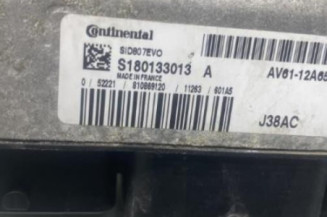 Continental
SID807EVO
S180133013 A
AV61-12A65
MADE IN FRANCE
0 / 52221 / 810869120 / 11263 / 601A5
J38AC